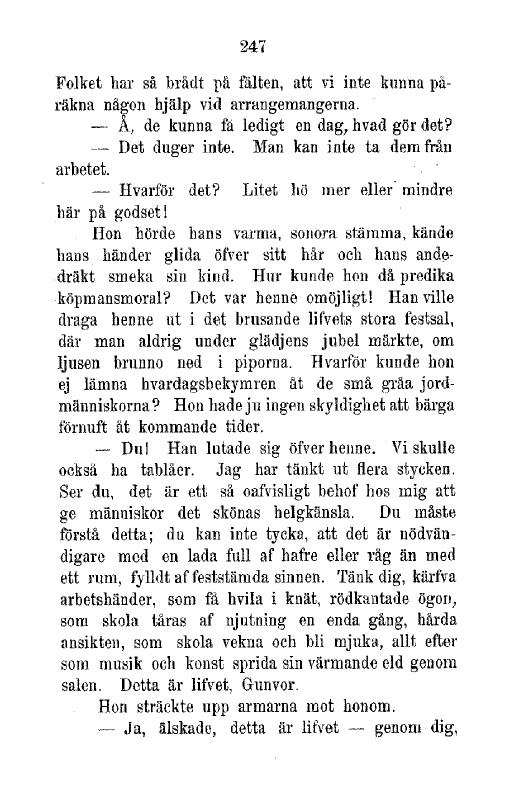 247
Folket har så brådt på fälten, att vi inte kunna på-
räkna någon hjälp vid arrangemangerna.
— Å, de kunna få ledigt en dag, hvad gör det?
— Det duger inte. Man kan inte ta dem från
arbetet.
— Hvarför det? Litet hö mer eller mindre
här på godset!
Hon hörde hans varma, sonora stämma, kände
hans händer glida öfver sitt hår och hans ande-
dräkt smeka sin kind. Hur kunde hon då predika
köpmansmoral? Det var henne omöjligt! Han ville
draga henne ut i det brusande lifvets stora festsal,
där man aldrig under glädjens jubel märkte, om
ljusen brunno ned i piporna. Hvarför kunde hon
ej lämna hvardagsbekymren åt de små gråa jord-
människorna? Hon hade ju ingen skyldighet att bärga
förnuft åt kommande tider.
— Du! Han lutade sig öfver henne. Vi skulle
också ha tablåer. Jag har tänkt ut flera stycken.
Ser du, det är ett så oafvisligt behof hos mig att
ge människor det skönas helgkänsla. Du måste
förstå detta; du kan inte tycka, att det är nödvän-
digare med en lada full af hafre eller råg än med
ett rum, fylldt af feststämda sinnen. Tänk dig, kärfva
arbetshänder, som få hvila i knät, rödkantade ögon,
som skola tåras af njutning en enda gång, hårda
ansikten, som skola vekna och bli mjuka, allt efter
som musik och konst sprida sin värmande eld genom
salen. Detta är lifvet, Gunvor.
Hon sträckte upp armarna mot honom.
— Ja, älskade, detta är lifvet — genom dig,